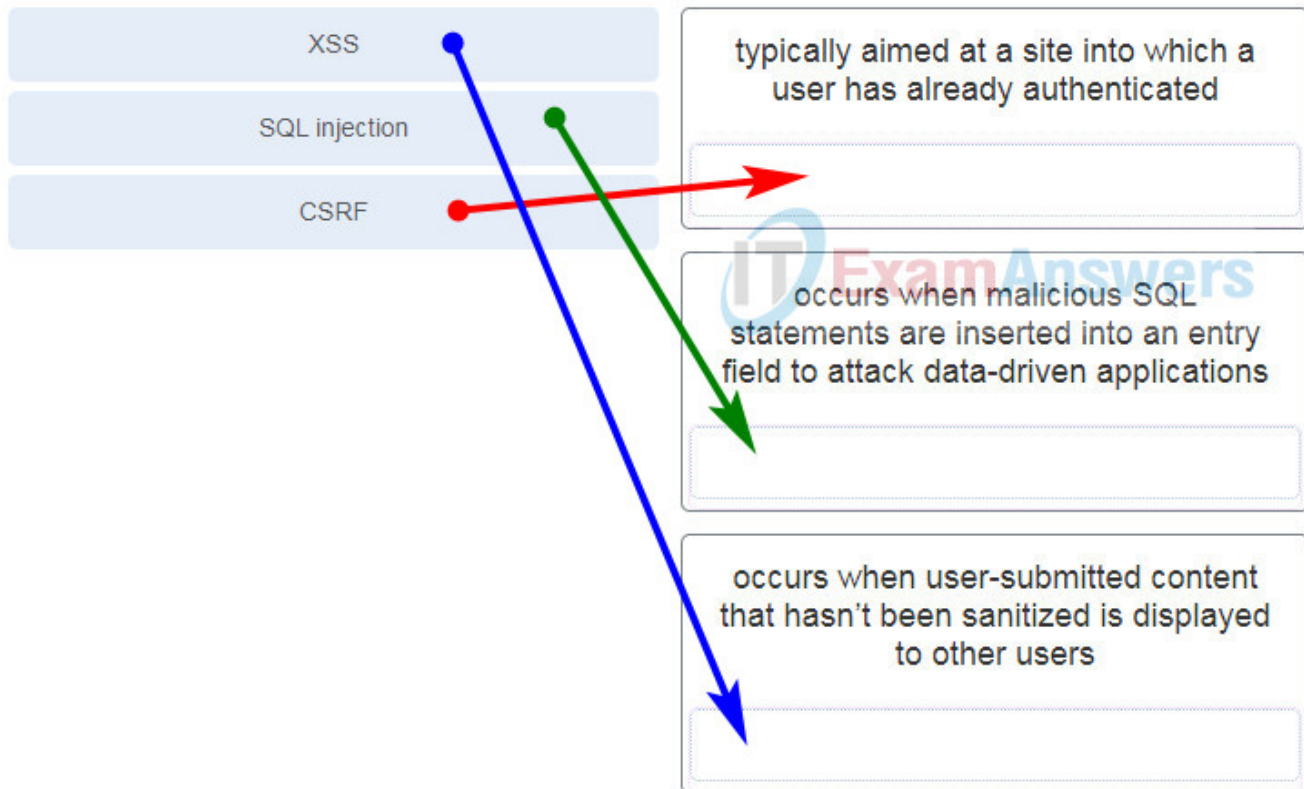 XSS
SQL injection
CSRF
typically aimed at a site into which a
user has already authenticated
ITExamAnswers
occurs when malicious SQL
statements are inserted into an entry
field to attack data-driven applications
occurs when user-submitted content
that hasn't been sanitized is displayed
to other users